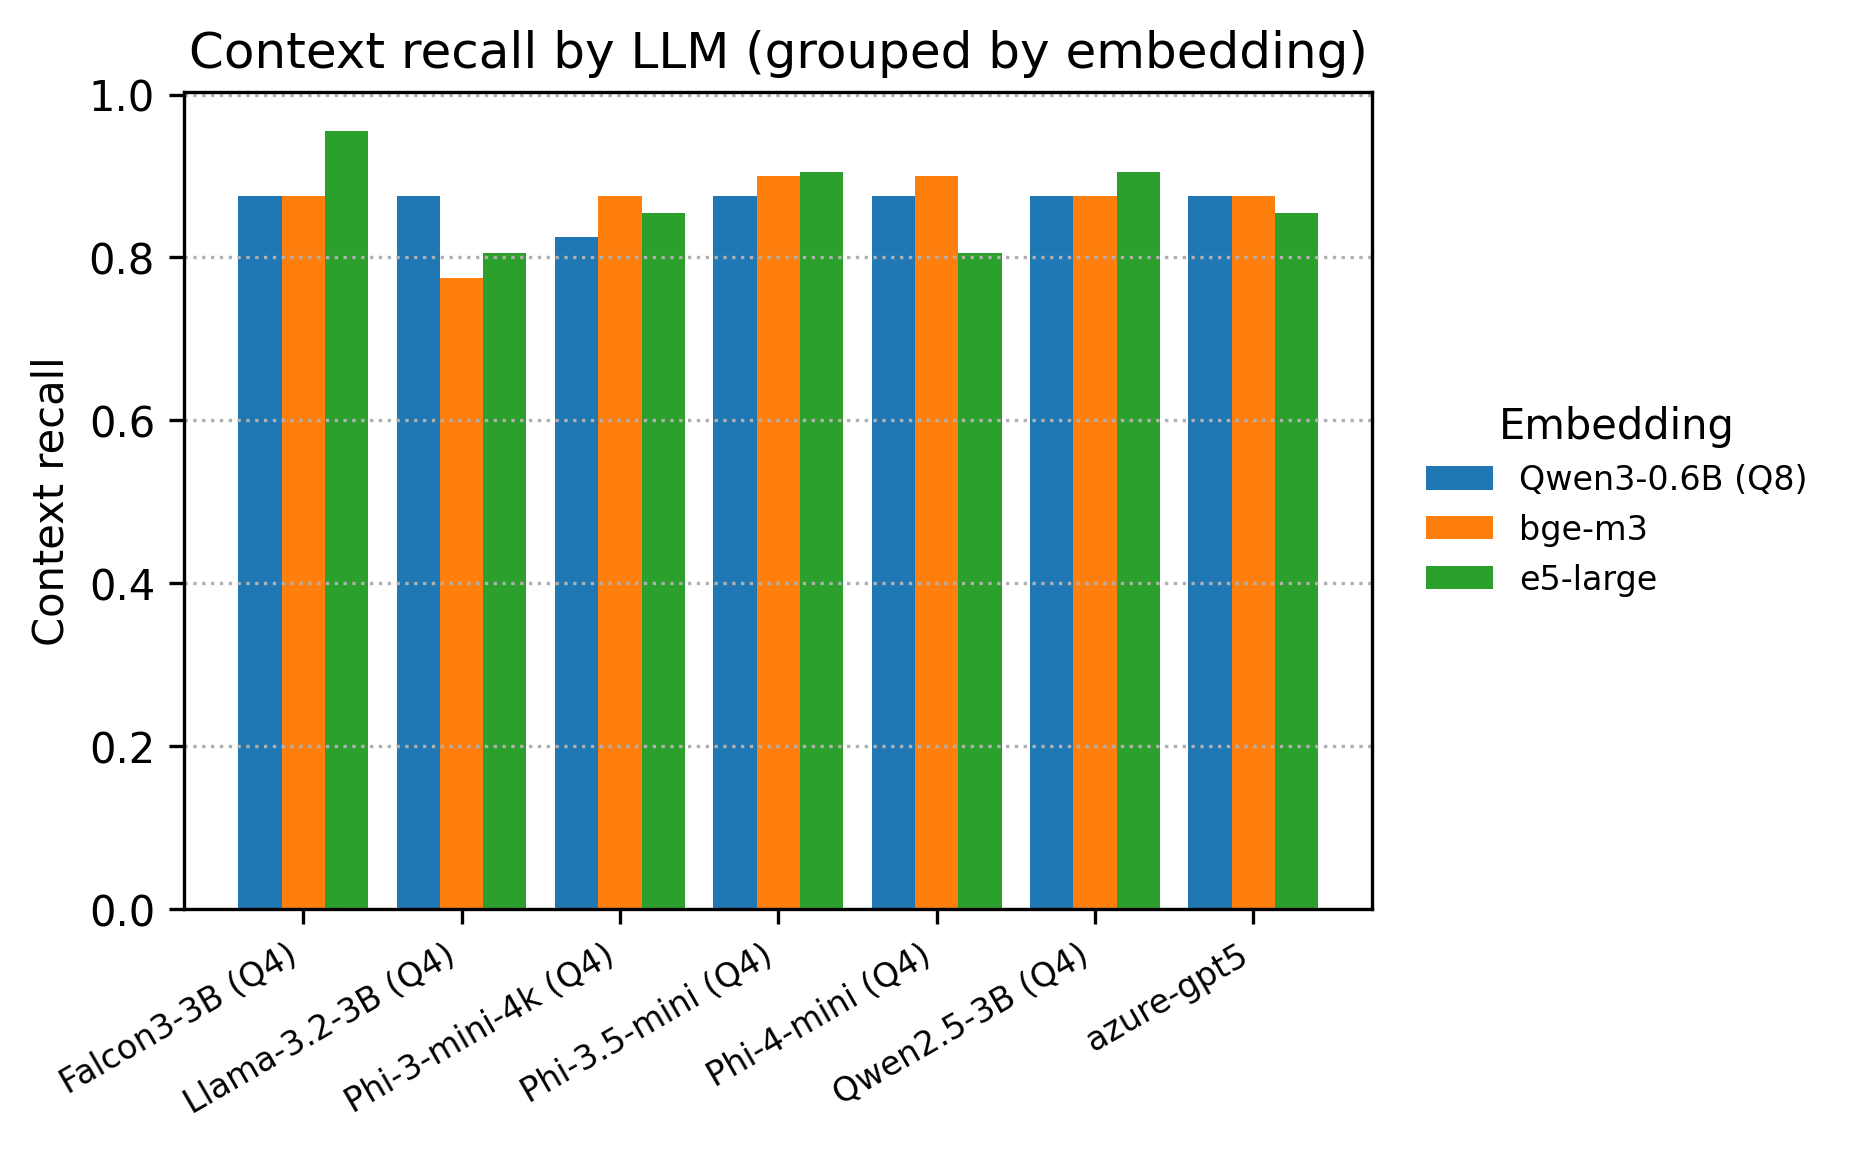 Context recall by LLM (grouped by embedding)
1.0
0.8
0.6
0.4
0.2
0.0
Context recall
Falcon3-3B (Q4)
Llama-3.2-3B (Q4)
Phi-3-mini-4k (Q4)
Phi-3.5-mini (Q4)
Phi-4-mini (Q4)
Qwen2.5-3B (Q4)
azure-gpt5
Embedding
Qwen3-0.6B (Q8)
bge-m3
e5-large